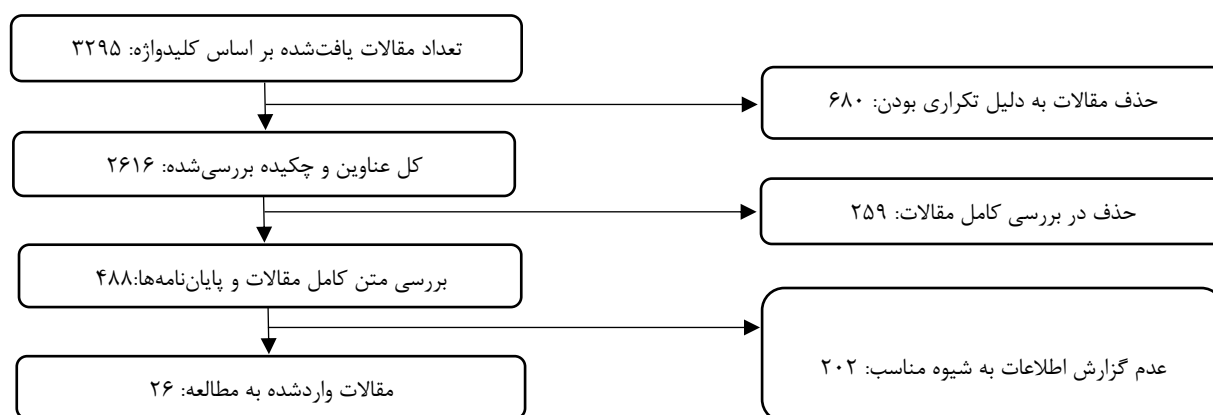 تعداد مقالات یافت‌شده بر اساس کلیدواژه: ۳۲۹۵
حذف مقالات به دلیل تکراری بودن: ۶۸۰
کل عناوین و چکیده بررسی‌شده: ۲۶۱۶
حذف در بررسی کامل مقالات: ۲۵۹
بررسی متن کامل مقالات و پایان‌نامه‌ها:۴۸۸
عدم گزارش اطلاعات به شیوه مناسب: ۲۰۲
مقالات واردشده به مطالعه: ۲۶